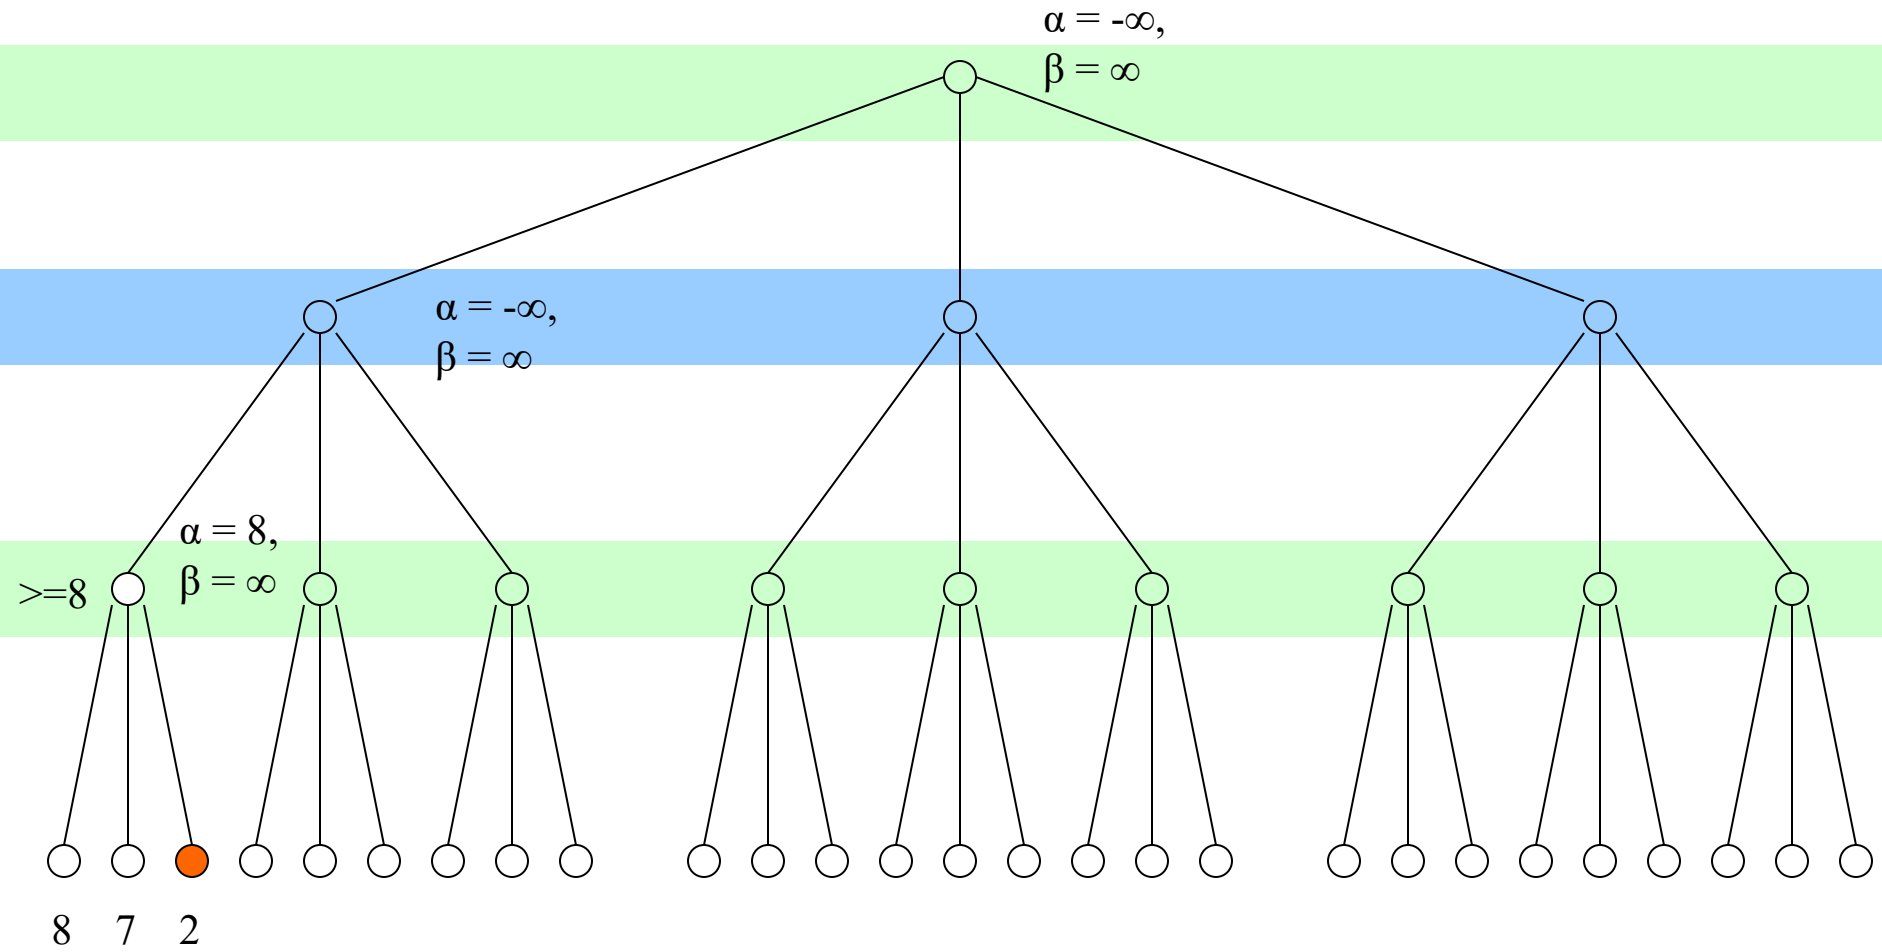 α = -∞,
β = ∞
α = -∞,
β = ∞
α = 8,
β = ∞
>=8
8 7 2